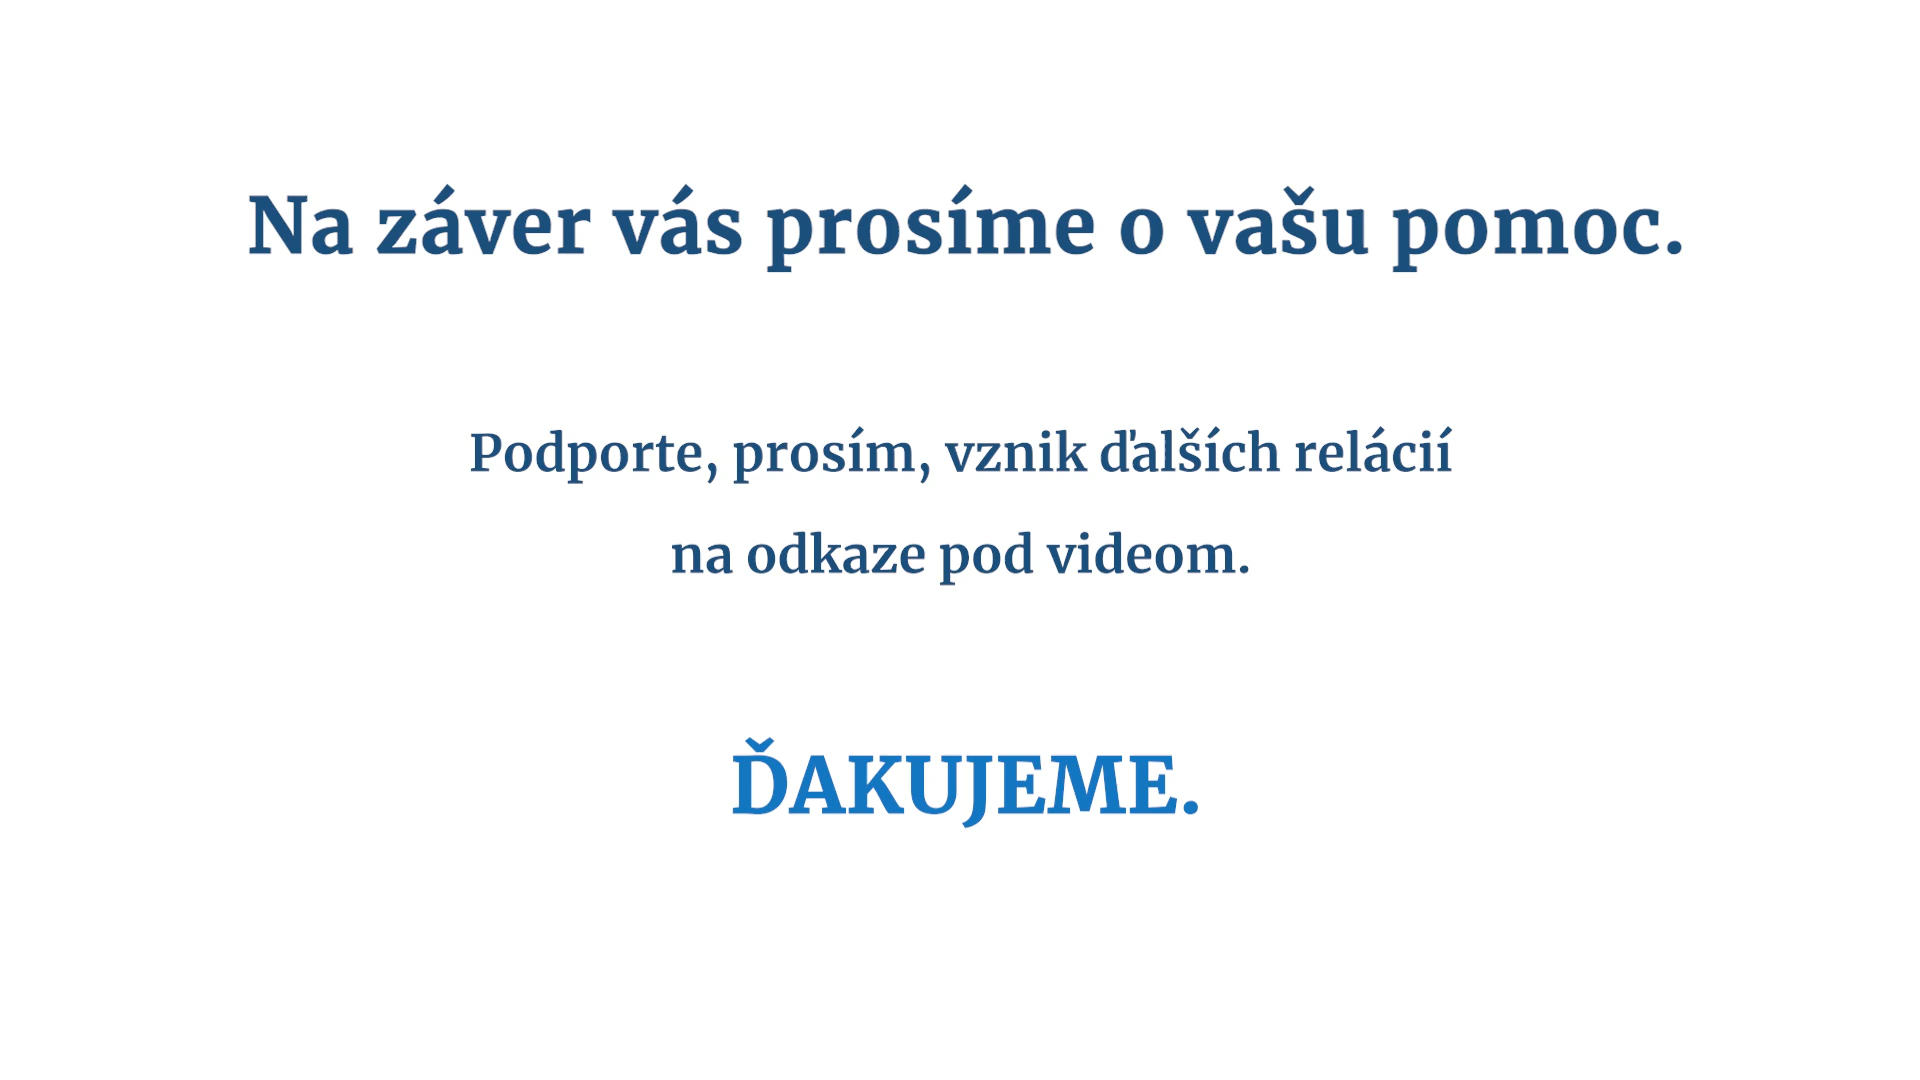 Na záver vás prosíme o vašu pomoc.
Podporte, prosím, vznik ďalších relácií
na odkaze pod videom.
ĎAKUJEME.